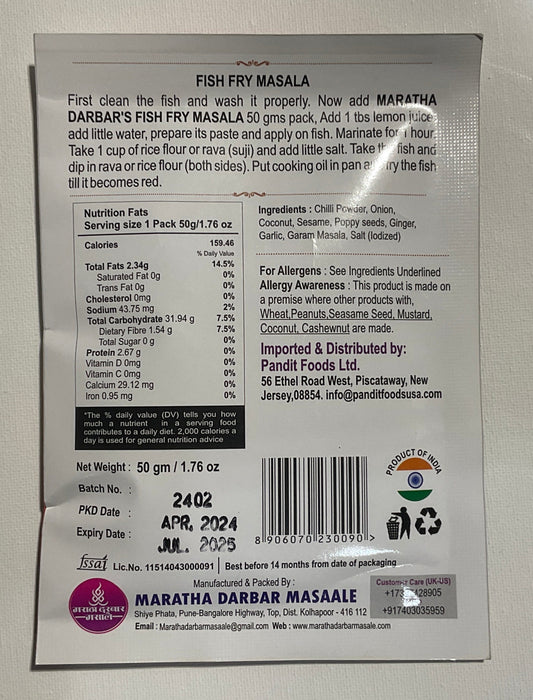 FISH FRY MASALA
First clean the fish and wash it properly. Now add MARATHA
DARBAR'S FISH FRY MASALA 50 gms pack, Add 1 tbs lemon juice,
add little water, prepare its paste and apply on fish. Marinate for 1 hour.
Take 1 cup of rice flour or rava (suji) and add little salt. Take the fish and
dip in rava or rice flour (both sides). Put cooking oil in pan and fry the fish
till it becomes red.
Nutrition Fats
Serving size 1 Pack 50g/1.76 oz
Calories 159.46
% Daily Value
Total Fats 2.34g 14.5%
Saturated Fat 0g 0%
Trans Fat 0g 0%
Cholesterol 0mg 0%
Sodium 43.75 mg 2%
Total Carbohydrate 31.94 g 7.5%
Dietary Fibre 1.54 g 7.5%
Total Sugar 0 g 0%
Protein 2.67 g 0%
Vitamin D 0mg 0%
Vitamin C 0mg 0%
Calcium 29.12 mg 0%
Iron 0.95 mg 0%
*The % daily value (DV) tells you how
much a nutrient in a serving food
contributes to a daily diet. 2,000 calories a
day is used for general nutrition advice
Ingredients : Chilli Powder, Onion,
Coconut, Sesame, Poppy seeds, Ginger,
Garlic, Garam Masala, Salt (Iodized)
For Allergens : See Ingredients Underlined
Allergy Awareness : This product is made on
a premise where other products with,
Wheat,Peanuts,Seasame Seed, Mustard,
Coconut, Cashewnut are made.
Imported & Distributed by:
Pandit Foods Ltd.
56 Ethel Road West, Piscataway, New
Jersey,08854. info@panditfoodsusa.com
Net Weight : 50 gm / 1.76 oz
Batch No. : 2402
PKD Date : APR, 2024
Expiry Date : JUL. 2025
8 906070 230090 >
PRODUCT OF INDIA
fssai Lic.No. 11514043000091 | Best before 14 months from date of packaging
मराठा दरबार
मसाले
Manufactured & Packed By :
MARATHA DARBAR MASAALE
Shiye Phata, Pune-Bangalore Highway, Top, Dist. Kolhapoor - 416 112
Email : Marathadarbarmasale@gmail.com Web : www.marathadarbarmasale.com
Customer Care (UK-US)
428905
+917403035959